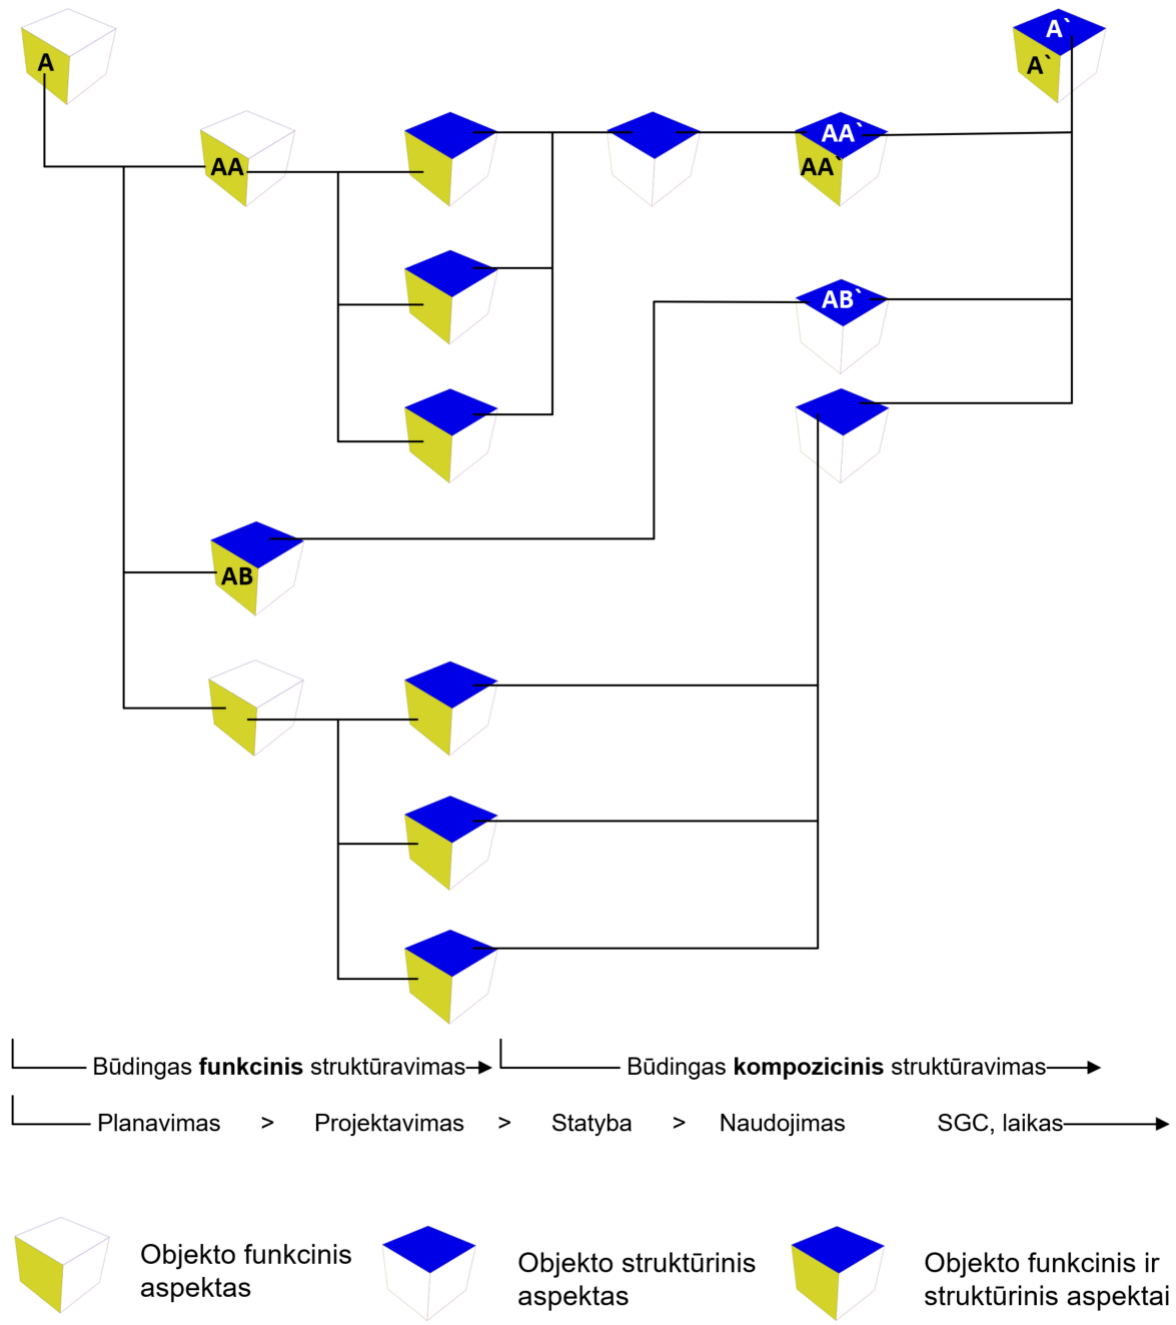 A
A`
A`
AA
AA`
AA`
AB`
AB
Būdingas funkcinis struktūravimas
Būdingas kompozicinis struktūravimas
Planavimas > Projektavimas > Statyba > Naudojimas SGC, laikas
Objekto funkcinis
aspektas
Objekto struktūrinis
aspektas
Objekto funkcinis ir
struktūrinis aspektai